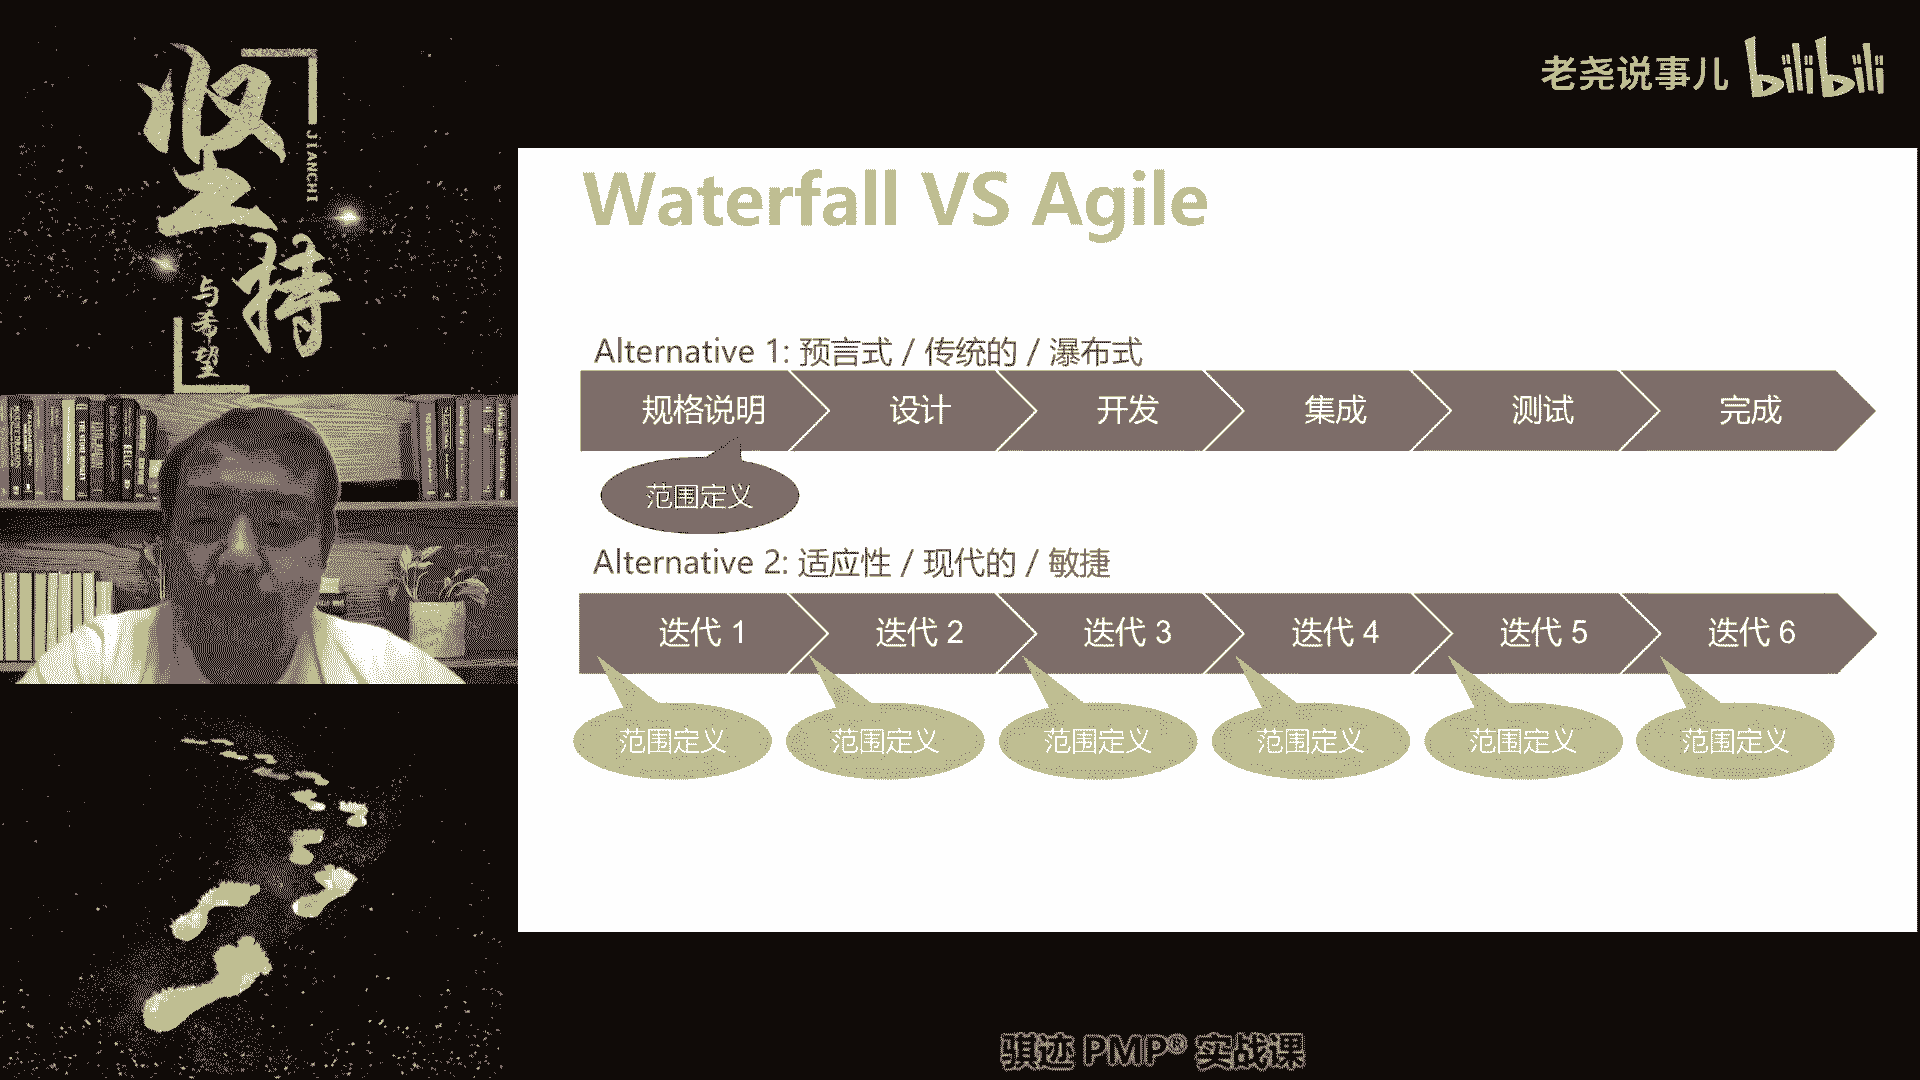 坚持
JIANCHI
与希望
老尧说事儿 bilibili
Waterfall VS Agile
Alternative 1: 预言式 / 传统的 / 瀑布式
规格说明 设计 开发 集成 测试 完成
范围定义
Alternative 2: 适应性 / 现代的 / 敏捷
迭代 1 迭代 2 迭代 3 迭代 4 迭代 5 迭代 6
范围定义 范围定义 范围定义 范围定义 范围定义 范围定义
骐迹 PMP® 实战课